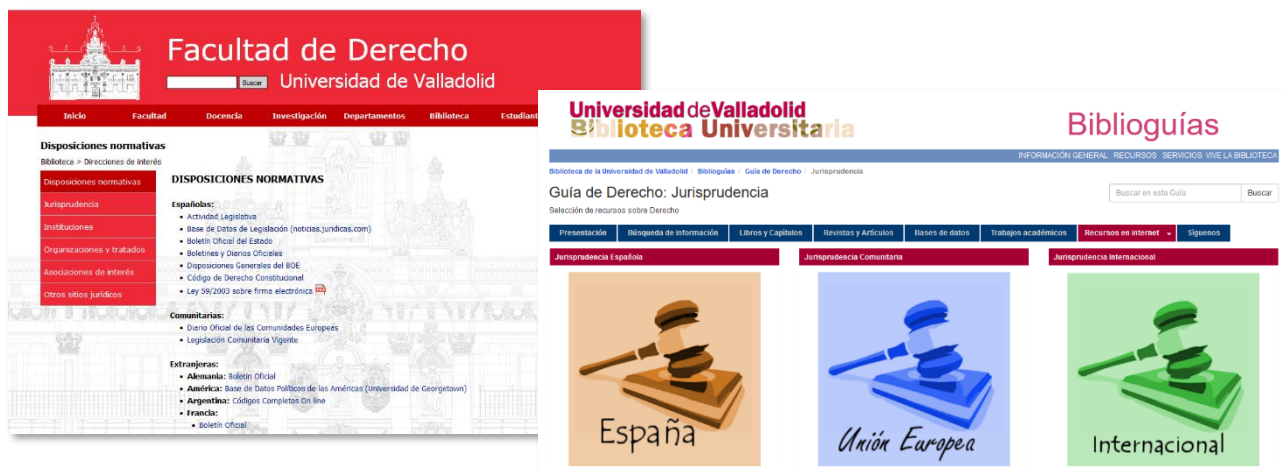 Facultad de Derecho
Buscar
Universidad de Valladolid
Inicio Facultad Docencia Investigación Departamentos Biblioteca Estudiant
Disposiciones normativas
Biblioteca > Direcciones de interés
Disposiciones normativas
Jurisprudencia
Instituciones
Organizaciones y tratados
Asociaciones de interés
Otros sitios jurídicos
DISPOSICIONES NORMATIVAS
Españolas:
• Actividad Legislativa
• Base de Datos de Legislación (noticias.juridicas.com)
• Boletín Oficial del Estado
• Boletines y Diarios Oficiales
• Disposiciones Generales del BOE
• Código de Derecho Constitucional
• Ley 59/2003 sobre firma electrónica
Comunitarias:
• Diario Oficial de las Comunidades Europeas
• Legislación Comunitaria Vigente
Extranjeras:
• Alemania: Boletín Oficial
• América: Base de Datos Políticos de las Américas (Universidad de Georgetown)
• Argentina: Códigos Completos On line
• Francia:
• Boletín Oficial
Universidad de Valladolid
Biblioteca Universitaria
Biblioguías
INFORMACIÓN GENERAL RECURSOS SERVICIOS VIVE LA BIBLIOTECA
Biblioteca de la Universidad de Valladolid / Biblioguías / Guía de Derecho / Jurisprudencia
Guía de Derecho: Jurisprudencia
Buscar en esta Guía Buscar
Selección de recursos sobre Derecho
Presentación Búsqueda de información Libros y Capítulos Revistas y Artículos Bases de datos Trabajos académicos Recursos en internet Síguenos
Jurisprudencia Española
Jurisprudencia Comunitaria
Jurisprudencia Internacional
España
Unión Europea
Internacional